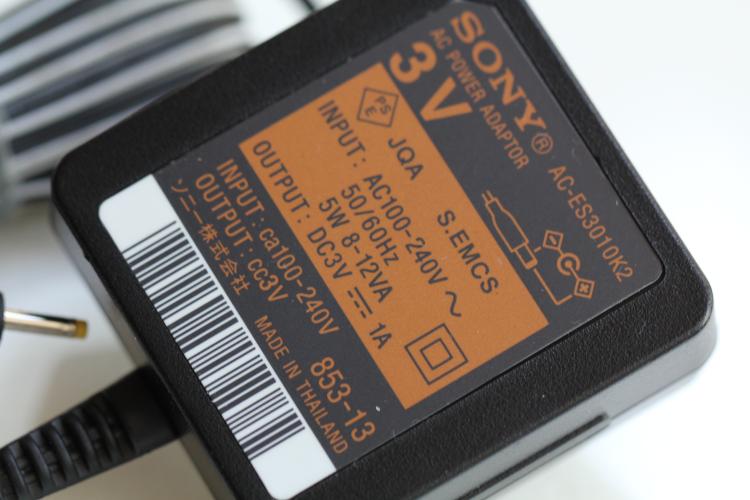 SONY®
AC POWER ADAPTOR
AC-ES3010K2
3V
PS
E
JQA S.EMCS
INPUT: AC100-240V ~
50/60Hz
5W 8-12VA
OUTPUT: DC3V ⎓ 1A
INPUT: ca100-240V
OUTPUT: cc3V
853-13
ソニー株式会社 MADE IN THAILAND